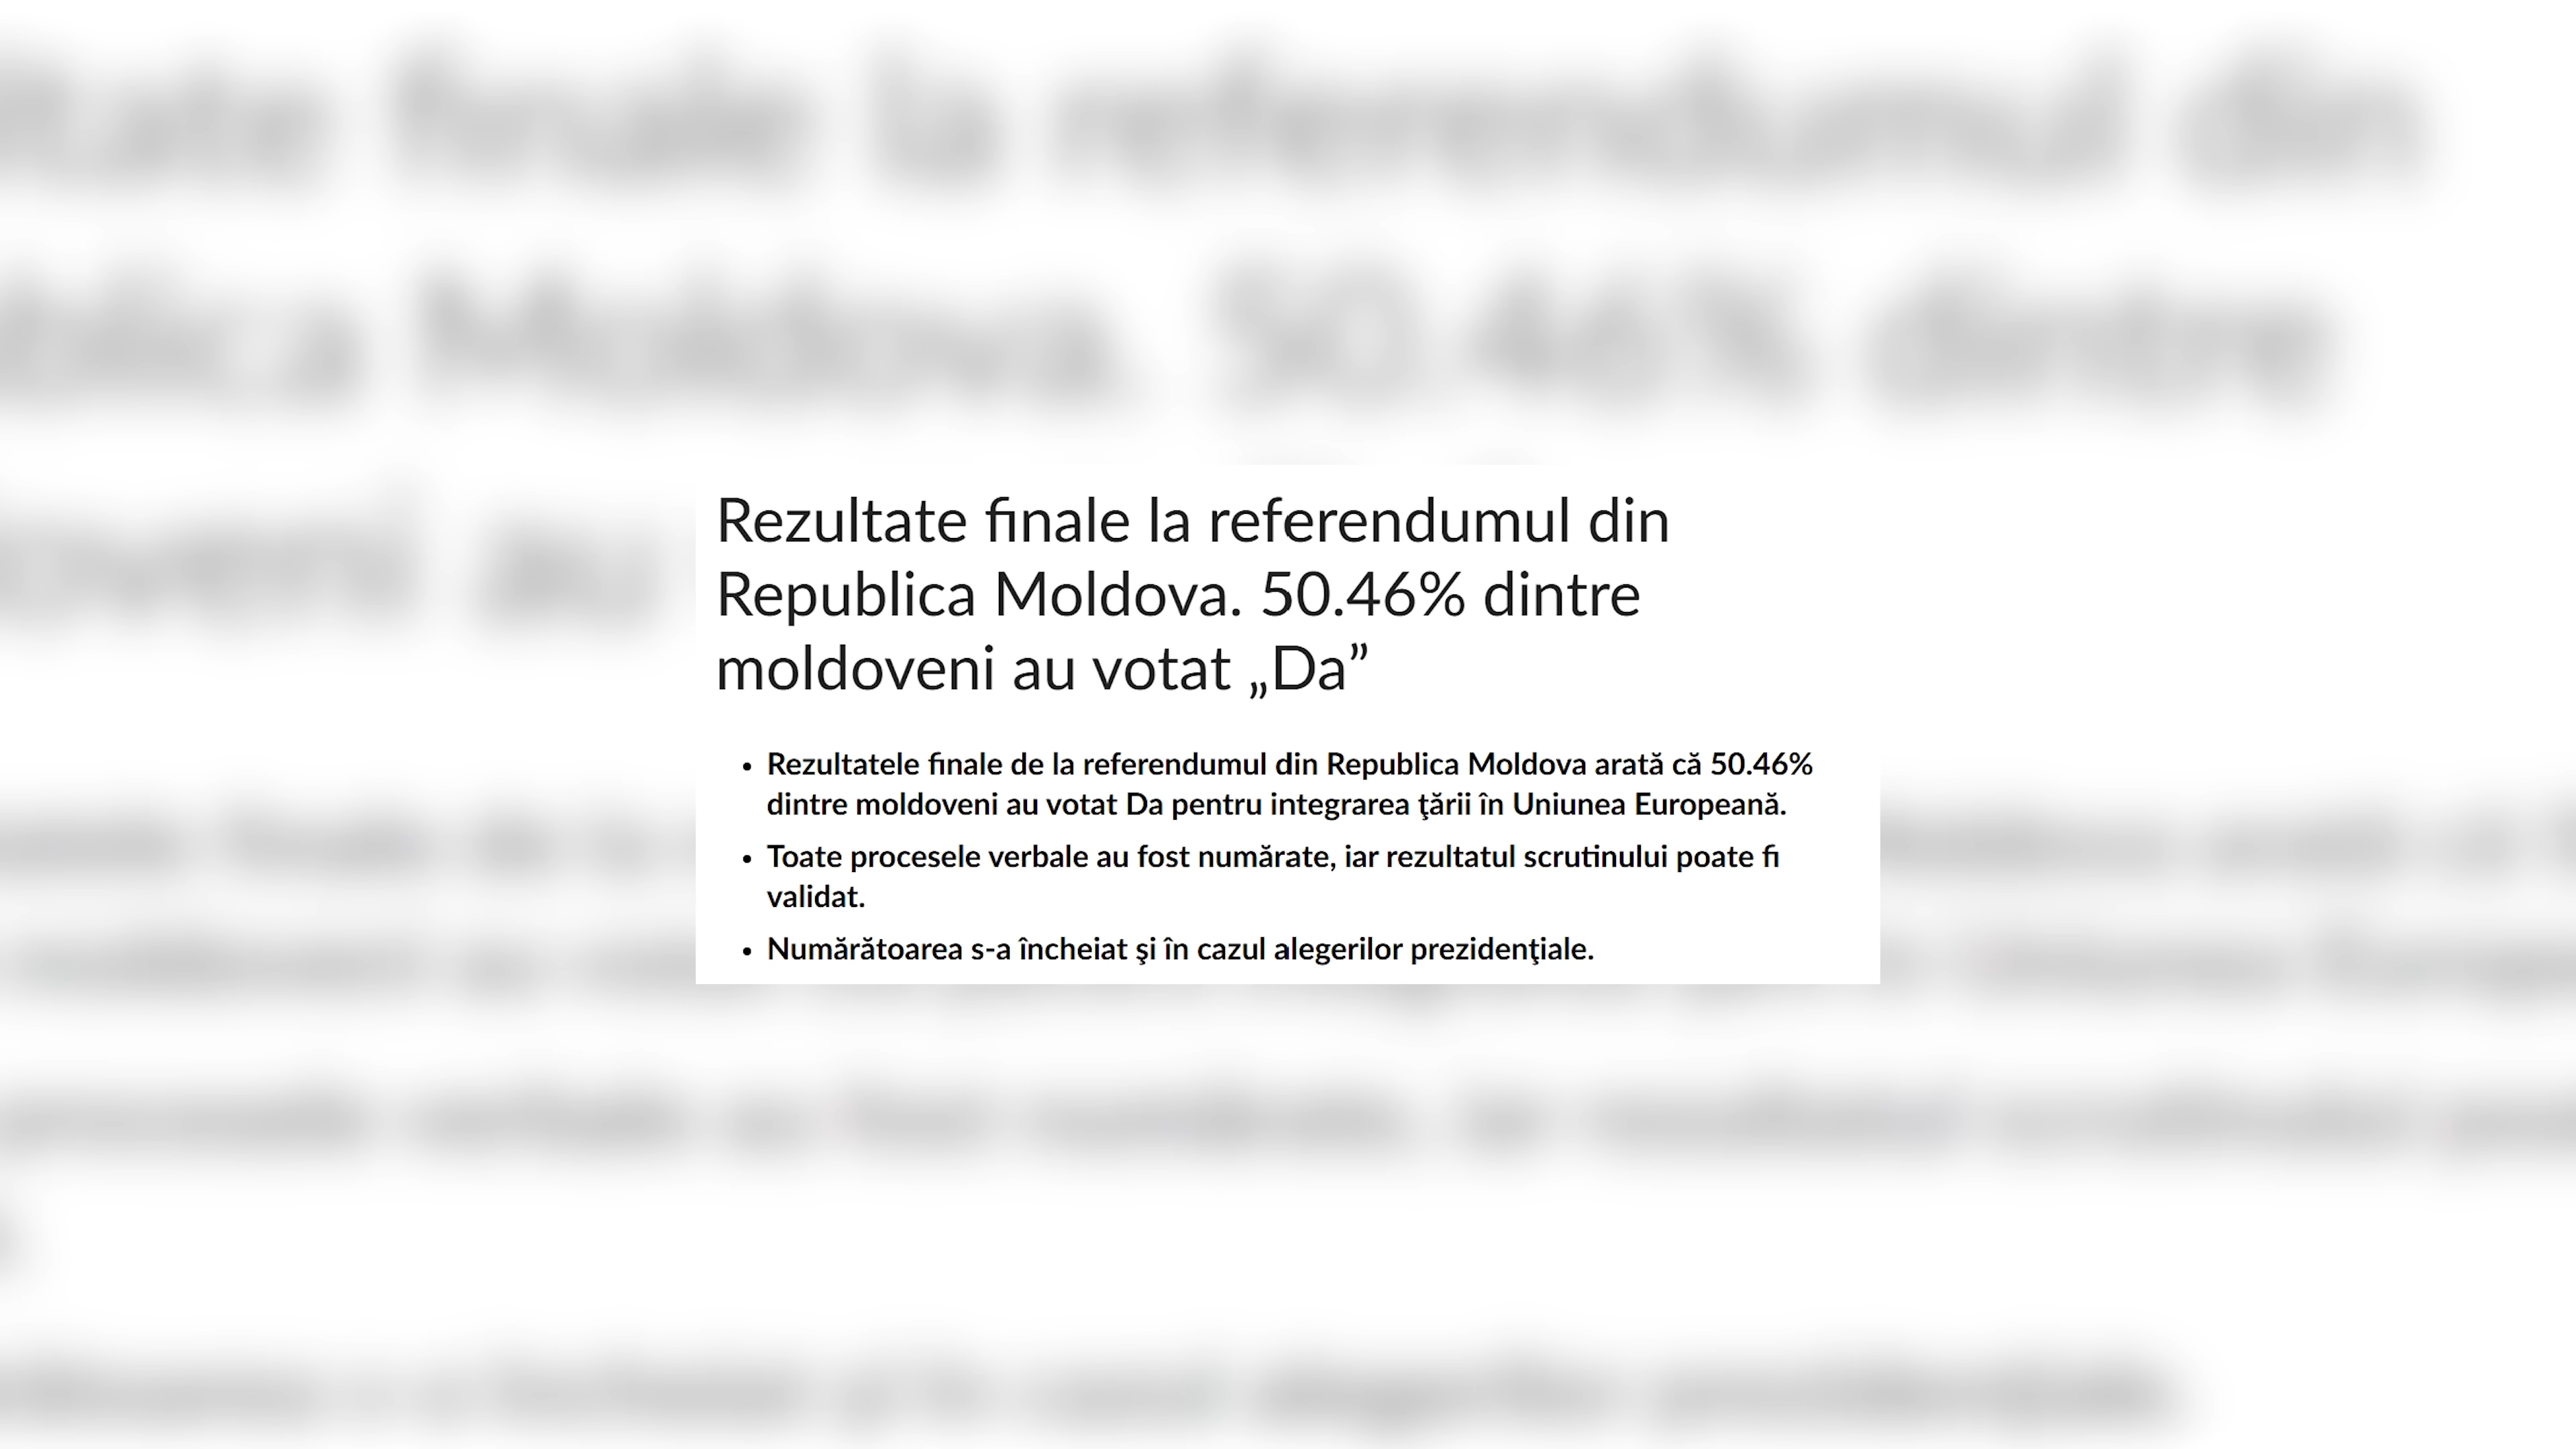 Rezultate finale la referendumul din
Republica Moldova. 50.46% dintre
moldoveni au votat „Da”
• Rezultatele finale de la referendumul din Republica Moldova arată că 50.46%
dintre moldoveni au votat Da pentru integrarea ţării în Uniunea Europeană.
• Toate procesele verbale au fost numărate, iar rezultatul scrutinului poate fi
validat.
• Numărătoarea s-a încheiat şi în cazul alegerilor prezidenţiale.